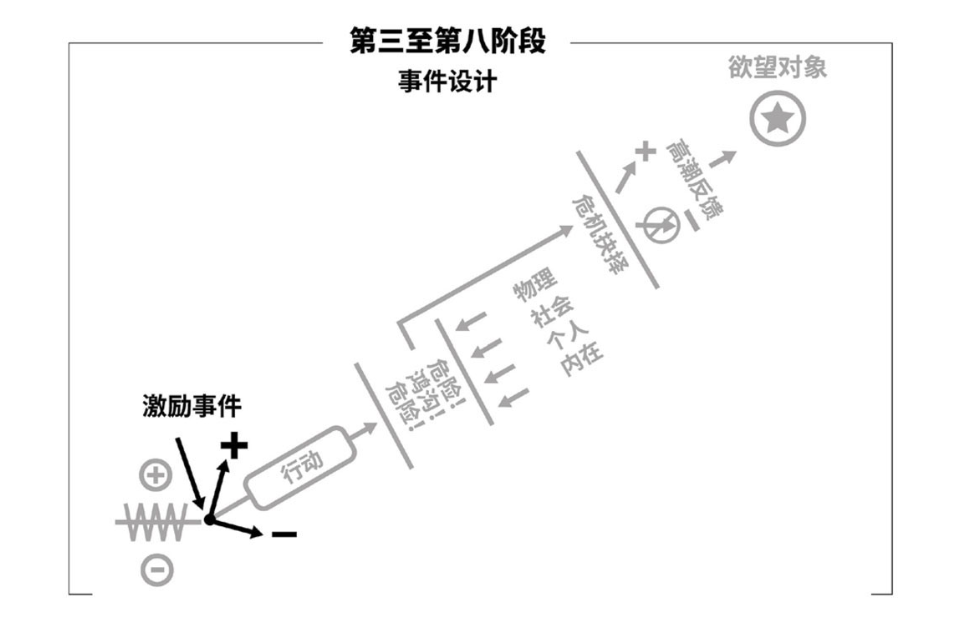 第三至第八阶段
事件设计
欲望对象
高潮反馈
危机抉择
物理
社会
个人
内在
危险!
鸿沟!
危险!
激励事件
行动